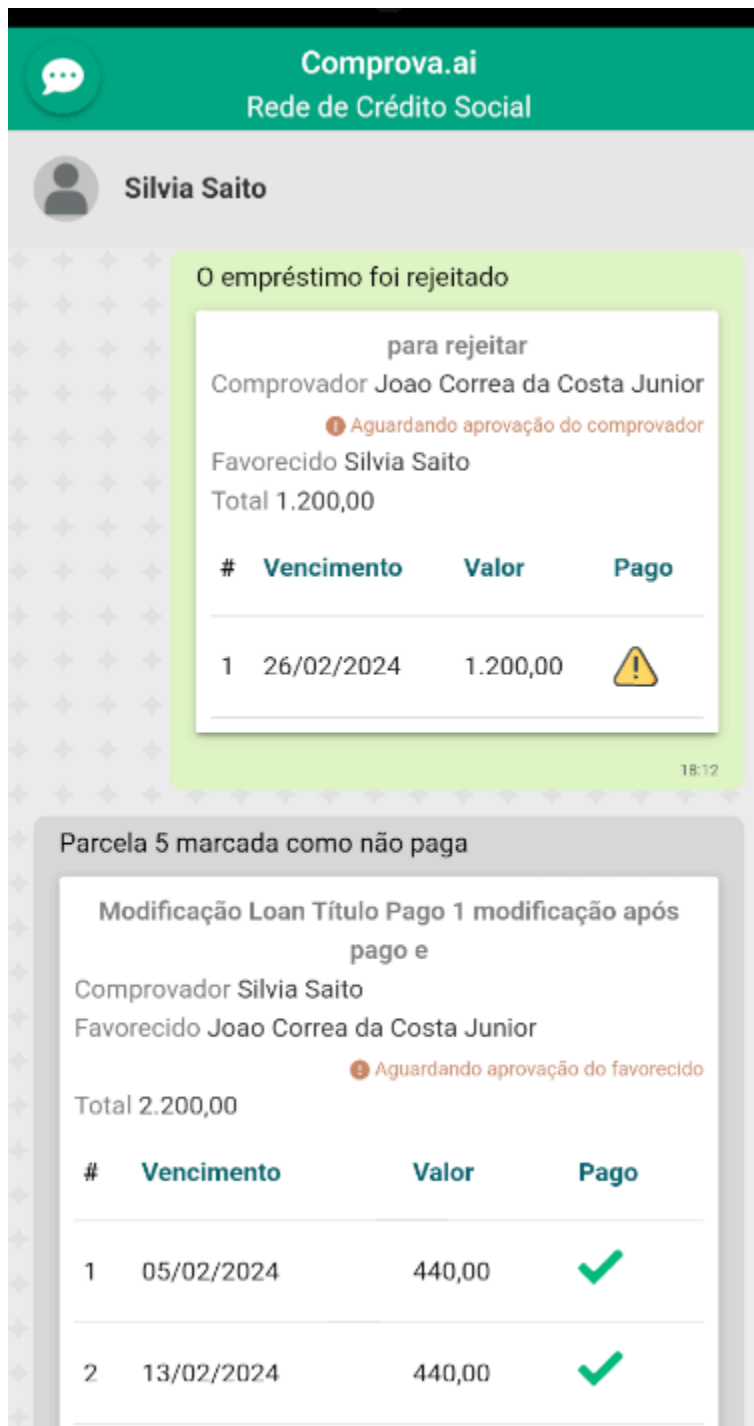 Comprova.ai
Rede de Crédito Social
Silvia Saito
O empréstimo foi rejeitado
para rejeitar
Comprovador Joao Correa da Costa Junior
Aguardando aprovação do comprovador
Favorecido Silvia Saito
Total 1.200,00
# Vencimento Valor Pago
1 26/02/2024 1.200,00
18:12
Parcela 5 marcada como não paga
Modificação Loan Título Pago 1 modificação após
pago e
Comprovador Silvia Saito
Favorecido Joao Correa da Costa Junior
Aguardando aprovação do favorecido
Total 2.200,00
# Vencimento Valor Pago
1 05/02/2024 440,00
2 13/02/2024 440,00